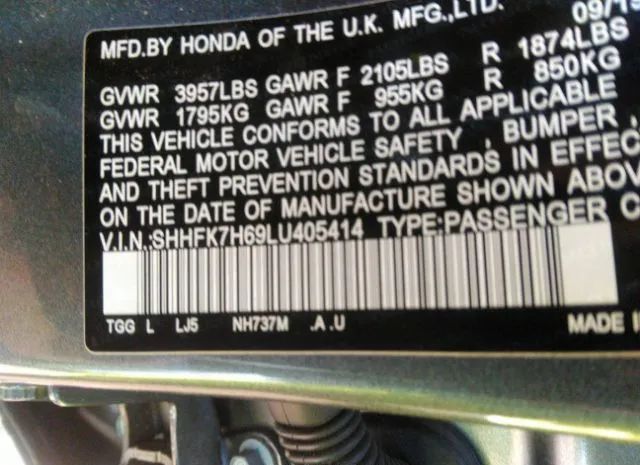 MFD.BY HONDA OF THE U.K. MFG.,LTD. 09/19
GVWR 3957LBS GAWR F 2105LBS R 1874LBS
GVWR 1795KG GAWR F 955KG R 850KG
THIS VEHICLE CONFORMS TO ALL APPLICABLE
FEDERAL MOTOR VEHICLE SAFETY , BUMPER ,
AND THEFT PREVENTION STANDARDS IN EFFEC
ON THE DATE OF MANUFACTURE SHOWN ABOV
V.I.N.:SHHFK7H69LU405414 TYPE:PASSENGER C
TGG L LJ5 NH737M .A .U MADE I